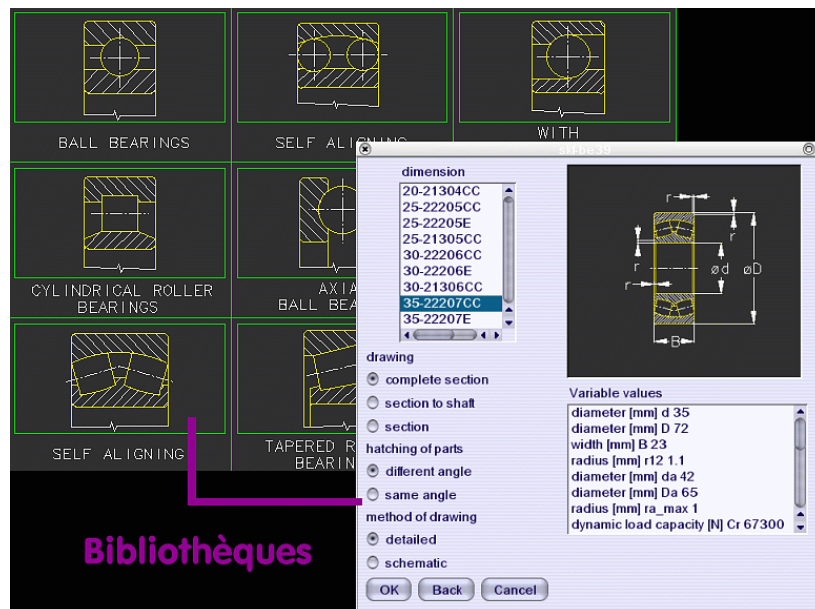 BALL BEARINGS
SELF ALIGNING
WITH
CYLINDRICAL ROLLER
BEARINGS
AXIA
BALL BEA
SELF ALIGNING
TAPERED R
BEARIN
Bibliothèques
dimension
20-21304CC
25-22205CC
25-22205E
25-21305CC
30-22206CC
30-22206E
30-21306CC
35-22207CC
35-22207E
drawing
complete section
section to shaft
section
hatching of parts
different angle
same angle
method of drawing
detailed
schematic
OK Back Cancel
r
r
r
r
ød øD
B
Variable values
diameter [mm] d 35
diameter [mm] D 72
width [mm] B 23
radius [mm] r12 1.1
diameter [mm] da 42
diameter [mm] Da 65
radius [mm] ra_max 1
dynamic load capacity [N] Cr 67300